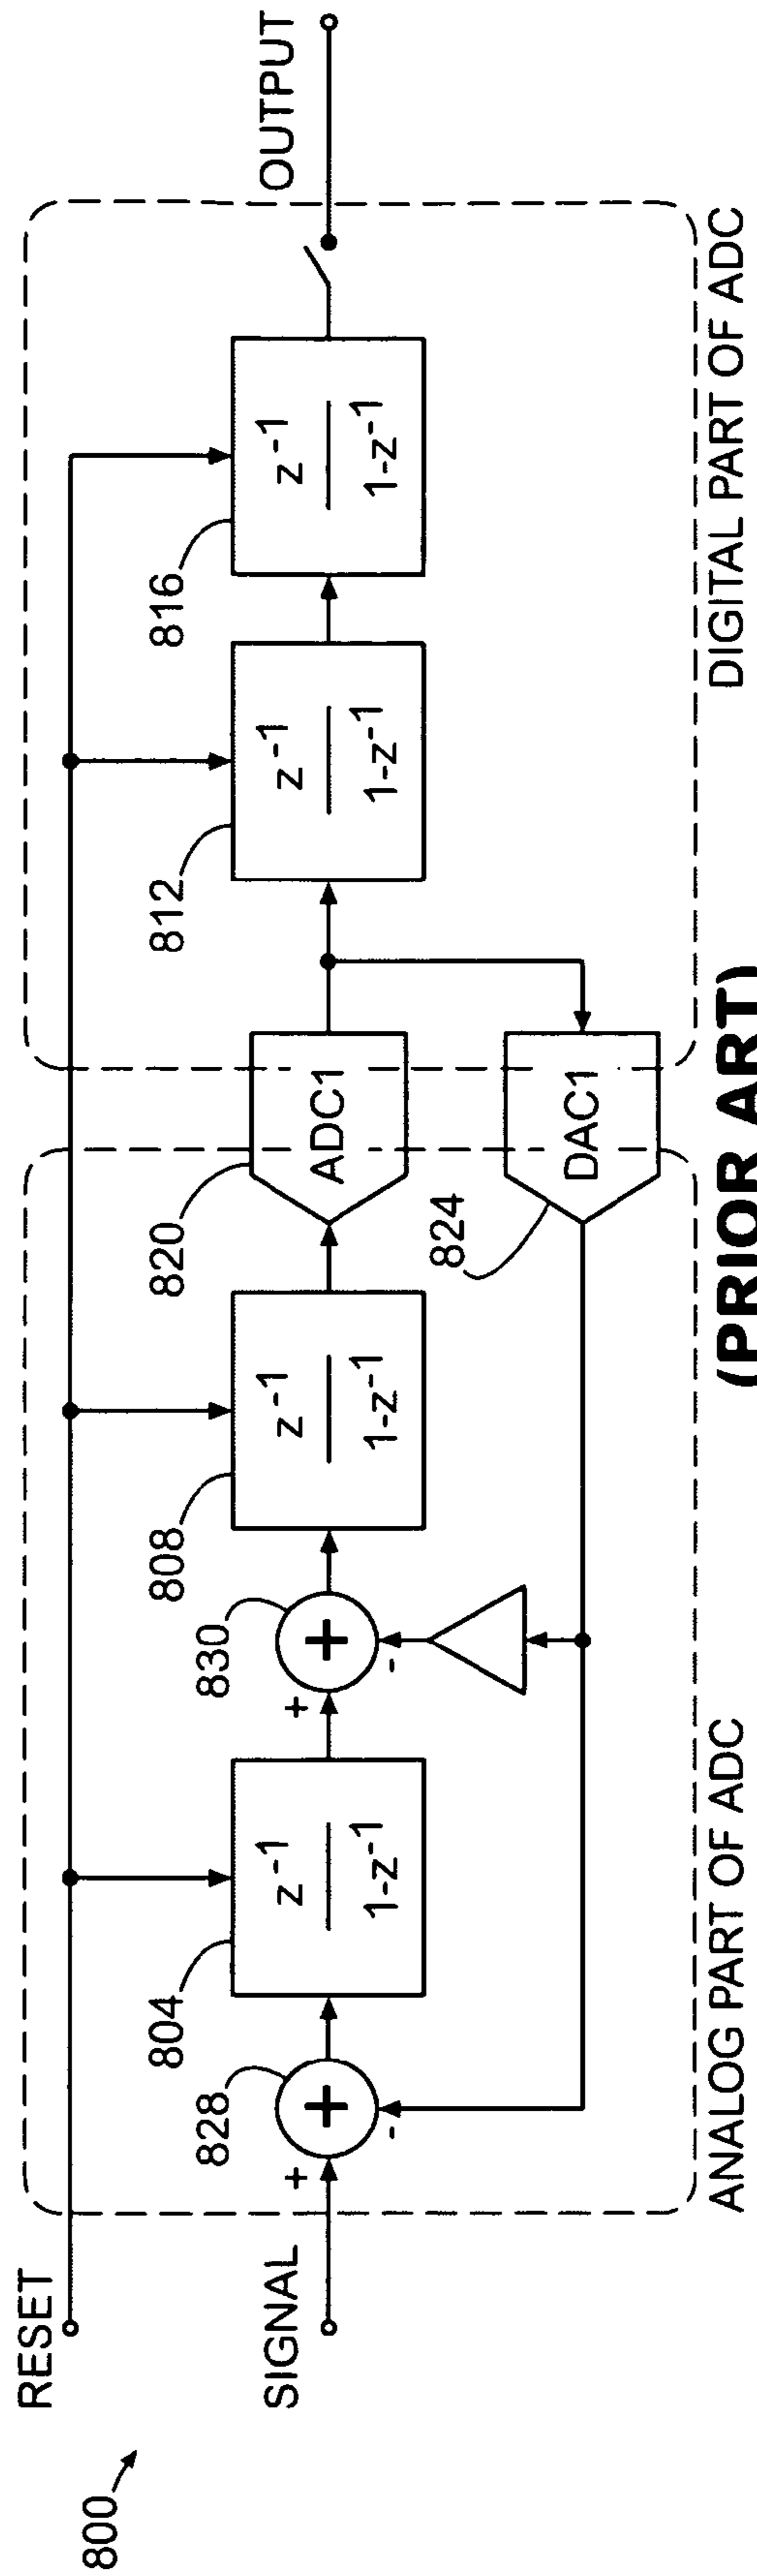 800
RESET
SIGNAL
+
-
828
+
804
z⁻¹
1-z⁻¹
+
-
830
+
808
z⁻¹
1-z⁻¹
820
ADC1
824
DAC1
812
z⁻¹
1-z⁻¹
816
z⁻¹
1-z⁻¹
OUTPUT
ANALOG PART OF ADC
DIGITAL PART OF ADC
(PRIOR ART)